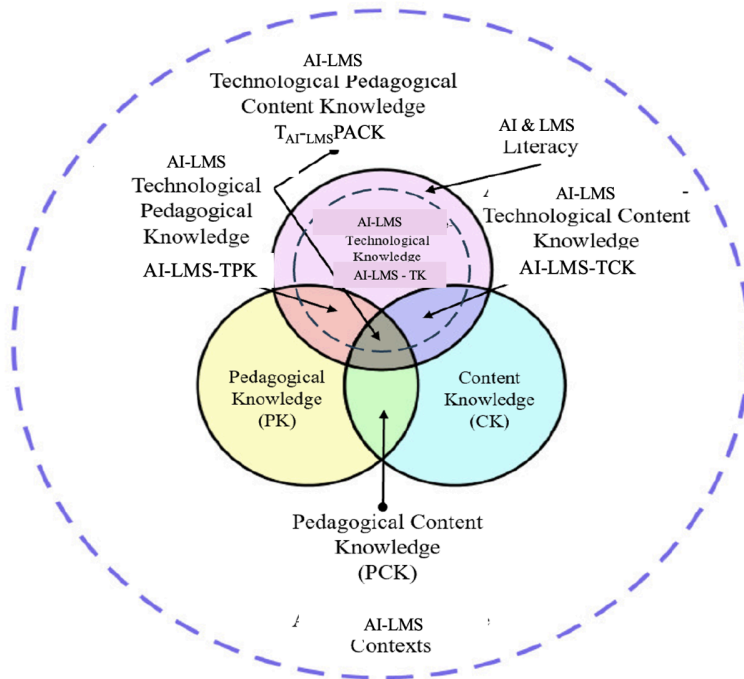 AI-LMS
Technological Pedagogical
Content Knowledge
TAI-LMSPACK
AI & LMS
Literacy
AI-LMS
Technological
Pedagogical
Knowledge
AI-LMS-TPK
AI-LMS
Technological Content
Knowledge
AI-LMS-TCK
AI-LMS
Technological
Knowledge
AI-LMS - TK
Pedagogical
Knowledge
(PK)
Content
Knowledge
(CK)
Pedagogical Content
Knowledge
(PCK)
AI-LMS
Contexts